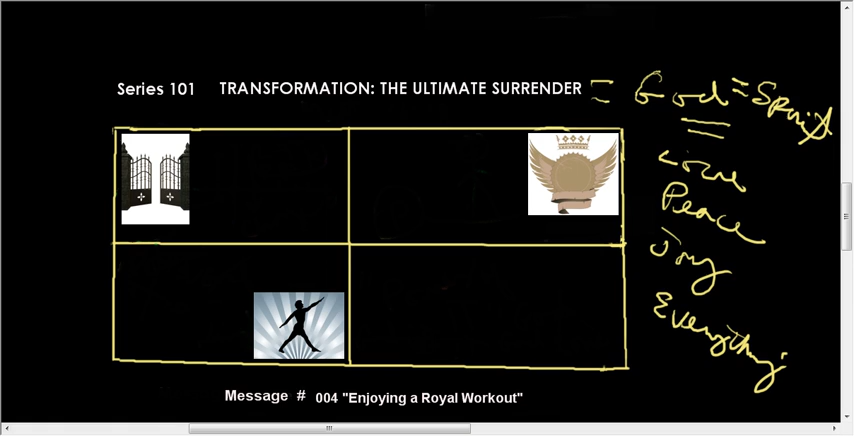 Series 101 TRANSFORMATION: THE ULTIMATE SURRENDER = God = Spirit
=
Love
Peace
Joy
Everything
Message # 004 "Enjoying a Royal Workout"